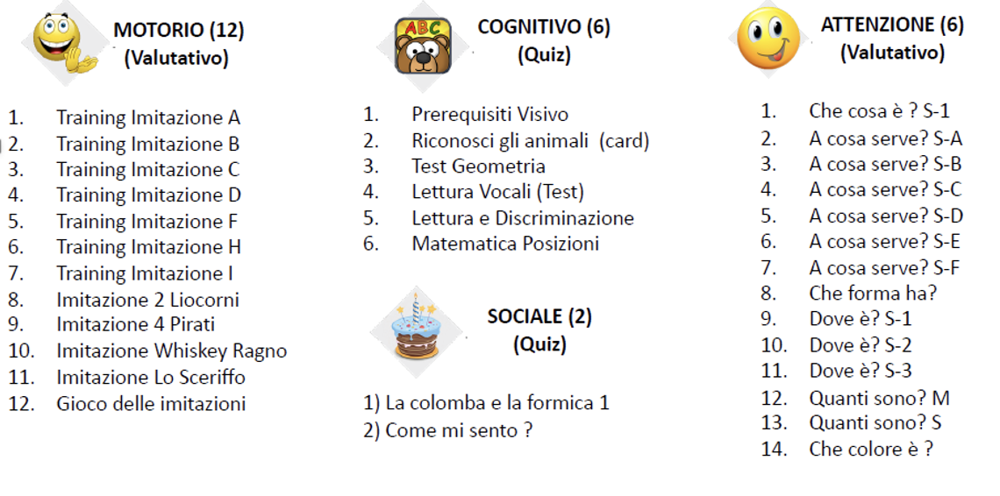 MOTORIO (12)
(Valutativo)
1. Training Imitazione A
2. Training Imitazione B
3. Training Imitazione C
4. Training Imitazione D
5. Training Imitazione F
6. Training Imitazione H
7. Training Imitazione I
8. Imitazione 2 Liocorni
9. Imitazione 4 Pirati
10. Imitazione Whiskey Ragno
11. Imitazione Lo Sceriffo
12. Gioco delle imitazioni
ABC
COGNITIVO (6)
(Quiz)
1. Prerequisiti Visivo
2. Riconosci gli animali (card)
3. Test Geometria
4. Lettura Vocali (Test)
5. Lettura e Discriminazione
6. Matematica Posizioni
SOCIALE (2)
(Quiz)
1) La colomba e la formica 1
2) Come mi sento ?
ATTENZIONE (6)
(Valutativo)
1. Che cosa è ? S-1
2. A cosa serve? S-A
3. A cosa serve? S-B
4. A cosa serve? S-C
5. A cosa serve? S-D
6. A cosa serve? S-E
7. A cosa serve? S-F
8. Che forma ha?
9. Dove è? S-1
10. Dove è? S-2
11. Dove è? S-3
12. Quanti sono? M
13. Quanti sono? S
14. Che colore è ?